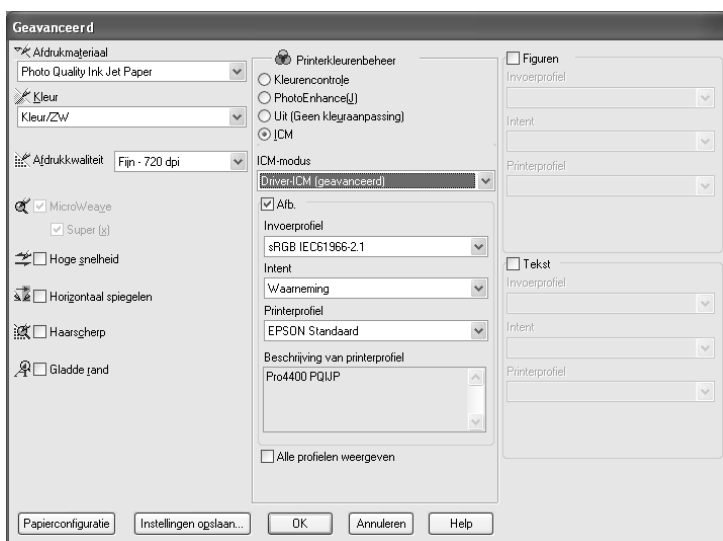 Geavanceerd
Afdrukmateriaal
Photo Quality Ink Jet Paper
Kleur
Kleur/ZW
Afdrukkwaliteit Fijn - 720 dpi
MicroWeave
Super (x)
Hoge snelheid
Horizontaal spiegelen
Haarscherp
Gladde rand
Printerkleurenbeheer
Kleurencontrole
PhotoEnhance(J)
Uit (Geen kleuraanpassing)
ICM
ICM-modus
Driver-ICM (geavanceerd)
Afb.
Invoerprofiel
sRGB IEC61966-2.1
Intent
Waarneming
Printerprofiel
EPSON Standaard
Beschrijving van printerprofiel
Pro4400 PQIJP
Alle profielen weergeven
Figuren
Invoerprofiel
Intent
Printerprofiel
Tekst
Invoerprofiel
Intent
Printerprofiel
Papierconfiguratie Instellingen opslaan... OK Annuleren Help